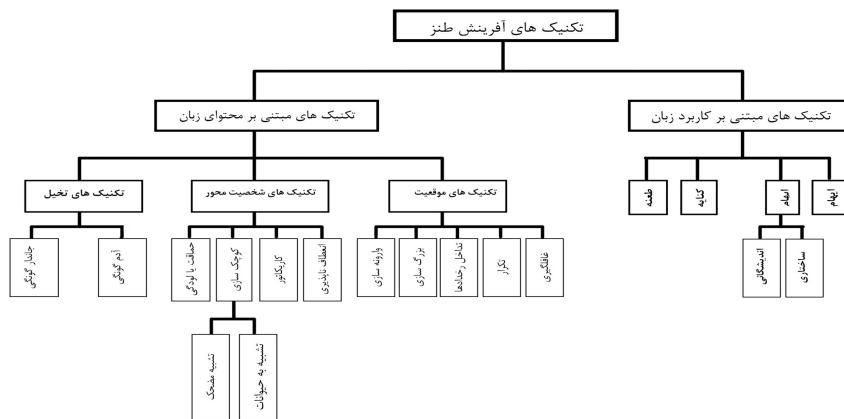 تکنیک های آفرینش طنز
تکنیک های مبتنی بر کاربرد زبان
تکنیک های مبتنی بر محتوای زبان
ایهام
ابهام
کنایه
طعنه
تکنیک های موقعیت
تکنیک های شخصیت محور
تکنیک های تخیل
ساختاری
اندیشگانی
غافلگیری
تکرار
تداخل رخدادها
بزرگ سازی
وارونه سازی
انعطاف ناپذیری
کاریکاتور
کوچک سازی
حماقت یا لودگی
آدم گونگی
جاندار گونگی
تشبیه به حیوانات
تشبیه مضحک